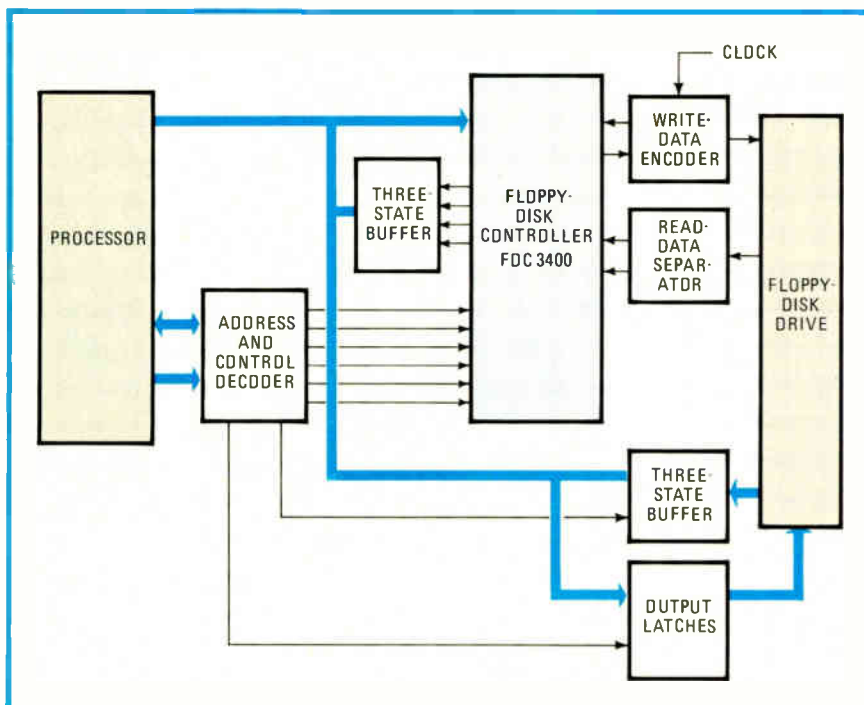 CLOCK
PROCESSOR
THREE-
STATE
BUFFER
FLOPPY-
DISK
CONTROLLER
FDC 3400
WRITE-
DATA
ENCODER
READ-
DATA
SEPAR-
ATOR
FLOPPY-
DISK
DRIVE
ADDRESS
AND
CONTROL
DECODER
THREE-
STATE
BUFFER
OUTPUT
LATCHES